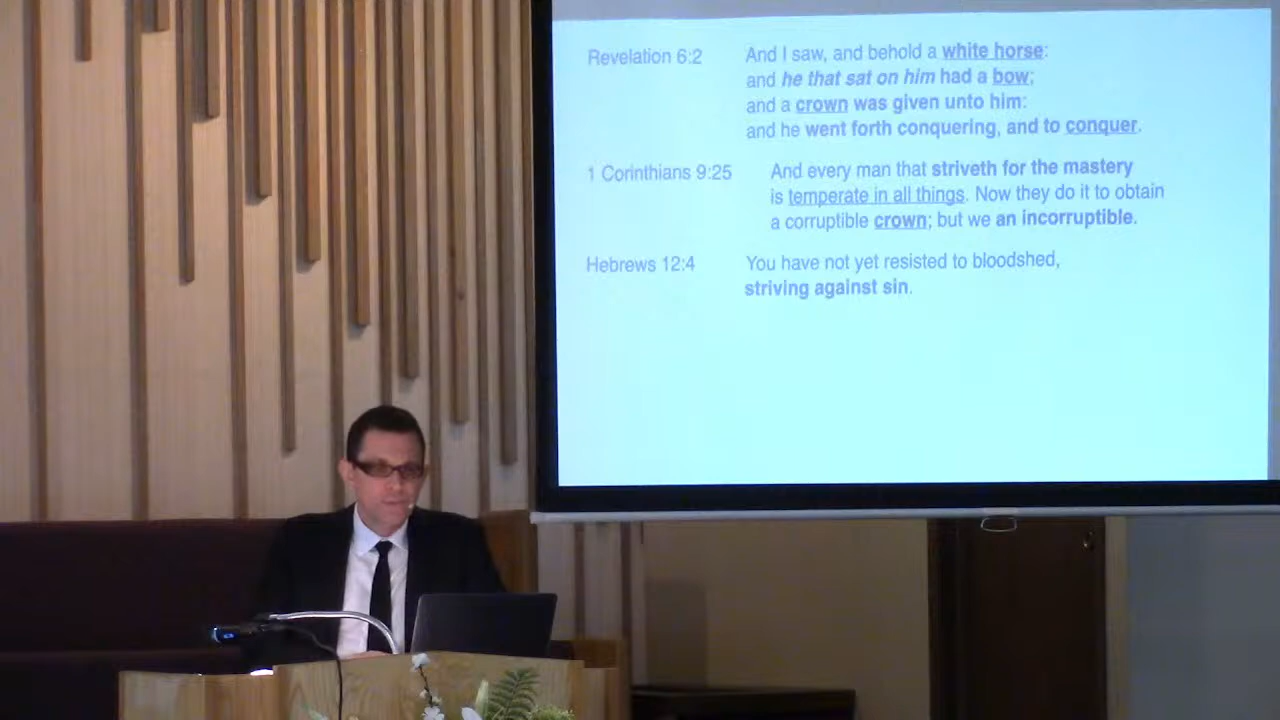 Revelation 6:2 And I saw, and behold a white horse:
and he that sat on him had a bow;
and a crown was given unto him:
and he went forth conquering, and to conquer.
1 Corinthians 9:25 And every man that striveth for the mastery
is temperate in all things. Now they do it to obtain
a corruptible crown; but we an incorruptible.
Hebrews 12:4 You have not yet resisted to bloodshed,
striving against sin.